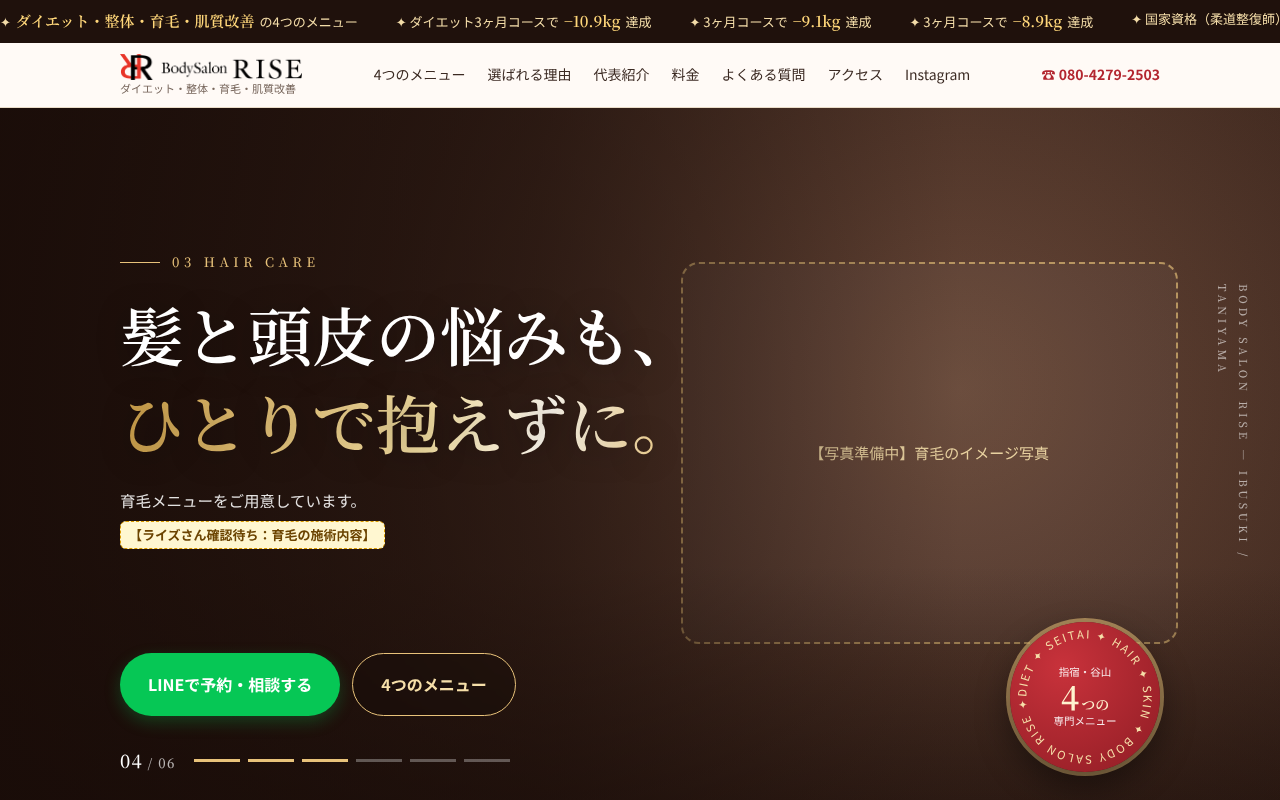 ✦ ダイエット・整体・育毛・肌質改善 の4つのメニュー ✦ ダイエット3ヶ月コースで −10.9kg 達成 ✦ 3ヶ月コースで −9.1kg 達成 ✦ 3ヶ月コースで −8.9kg 達成 ✦ 国家資格（柔道整復師）
BodySalon RISE
ダイエット・整体・育毛・肌質改善
4つのメニュー 選ばれる理由 代表紹介 料金 よくある質問 アクセス Instagram
☎ 080-4279-2503
03 HAIR CARE
髪と頭皮の悩みも、
ひとりで抱えずに。
育毛メニューをご用意しています。
【ライズさん確認待ち：育毛の施術内容】
【写真準備中】育毛のイメージ写真
BODY SALON RISE — IBUSUKI /
TANIYAMA
LINEで予約・相談する
4つのメニュー
04 / 06
DIET ✦ SEITAI ✦ HAIR ✦ SKIN ✦ BODY SALON RISE ✦
指宿・谷山
4つの
専門メニュー